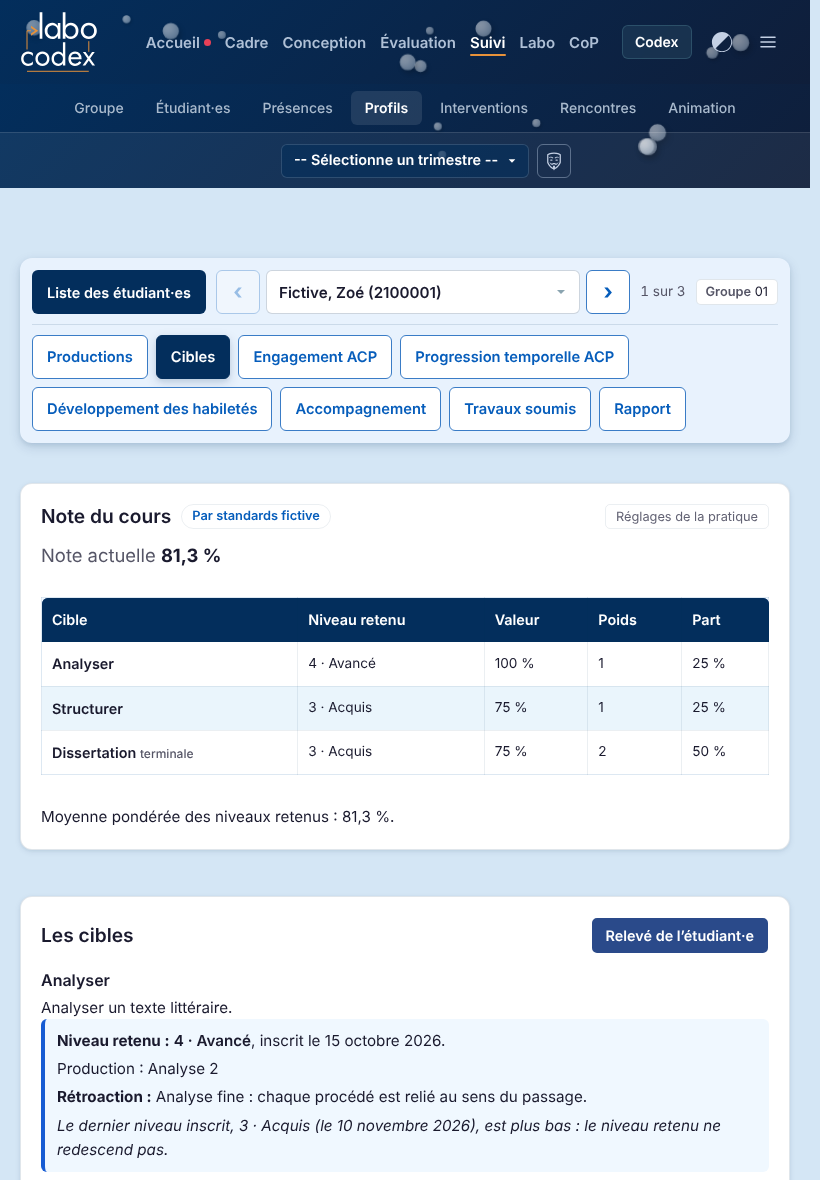 labo
codex
Accueil Cadre Conception Évaluation Suivi Labo CoP Codex
Groupe Étudiant·es Présences Profils Interventions Rencontres Animation
-- Sélectionne un trimestre --
Liste des étudiant·es ‹ Fictive, Zoé (2100001) › 1 sur 3 Groupe 01
Productions Cibles Engagement ACP Progression temporelle ACP
Développement des habiletés Accompagnement Travaux soumis Rapport
Note du cours Par standards fictive Réglages de la pratique
Note actuelle 81,3 %
Cible Niveau retenu Valeur Poids Part
Analyser 4 · Avancé 100 % 1 25 %
Structurer 3 · Acquis 75 % 1 25 %
Dissertation terminale 3 · Acquis 75 % 2 50 %
Moyenne pondérée des niveaux retenus : 81,3 %.
Les cibles Relevé de l’étudiant·e
Analyser
Analyser un texte littéraire.
Niveau retenu : 4 · Avancé, inscrit le 15 octobre 2026.
Production : Analyse 2
Rétroaction : Analyse fine : chaque procédé est relié au sens du passage.
Le dernier niveau inscrit, 3 · Acquis (le 10 novembre 2026), est plus bas : le niveau retenu ne
redescend pas.